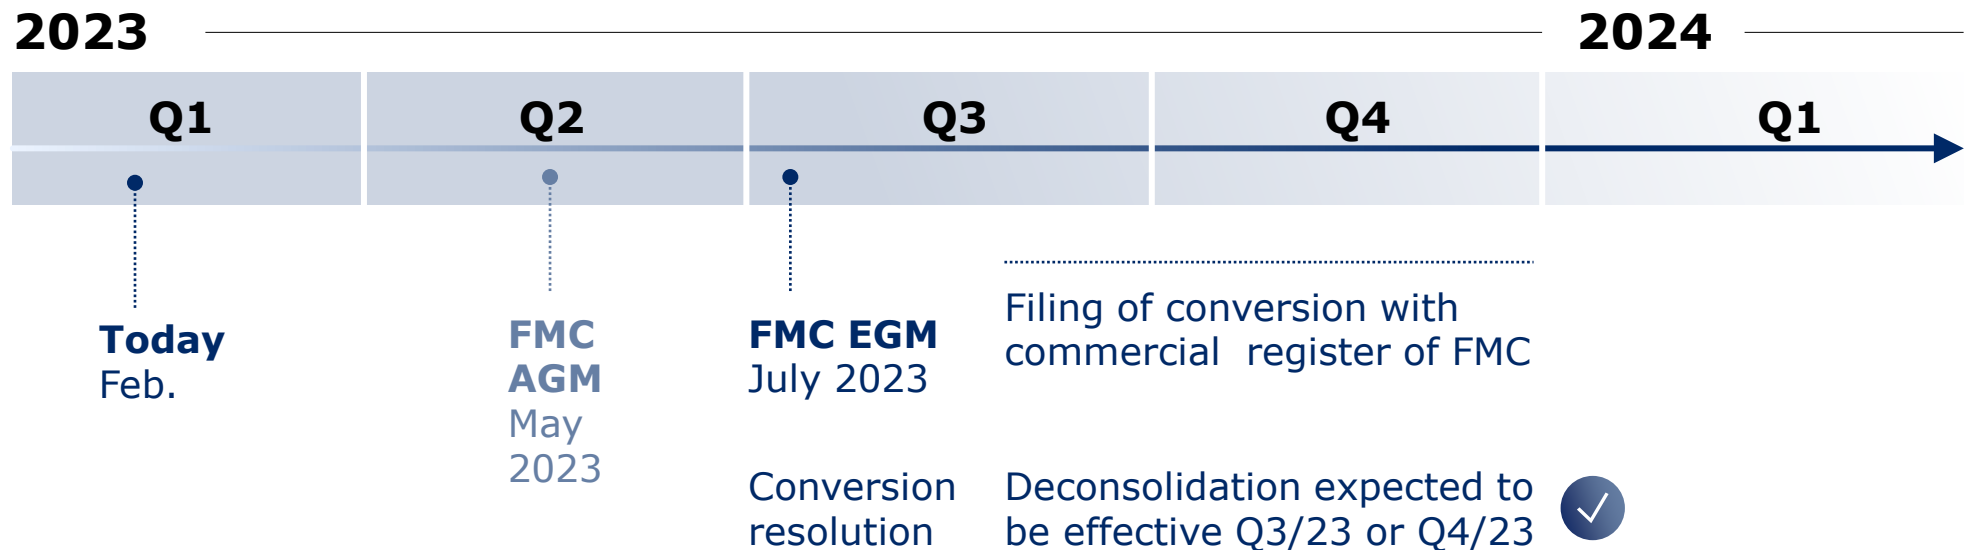 2023
2024
Q1
Q2
Q3
Q4
Q1
Today
Feb.
FMC
AGM
May
2023
FMC EGM
July 2023
Conversion
resolution
Filing of conversion with
commercial register of FMC
Deconsolidation expected to
be effective Q3/23 or Q4/23